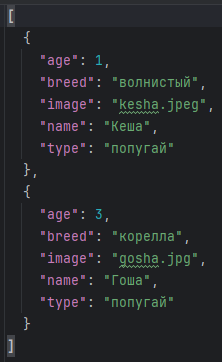 [
  {
    "age": 1,
    "breed": "волнистый",
    "image": "kesha.jpeg",
    "name": "Кеша",
    "type": "попугай"
  },
  {
    "age": 3,
    "breed": "корелла",
    "image": "gosha.jpg",
    "name": "Гоша",
    "type": "попугай"
  }
]